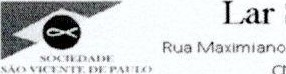 Lar
Rua Maximiano
SOCIEDADE
SÃO VICENTE DE PAULO